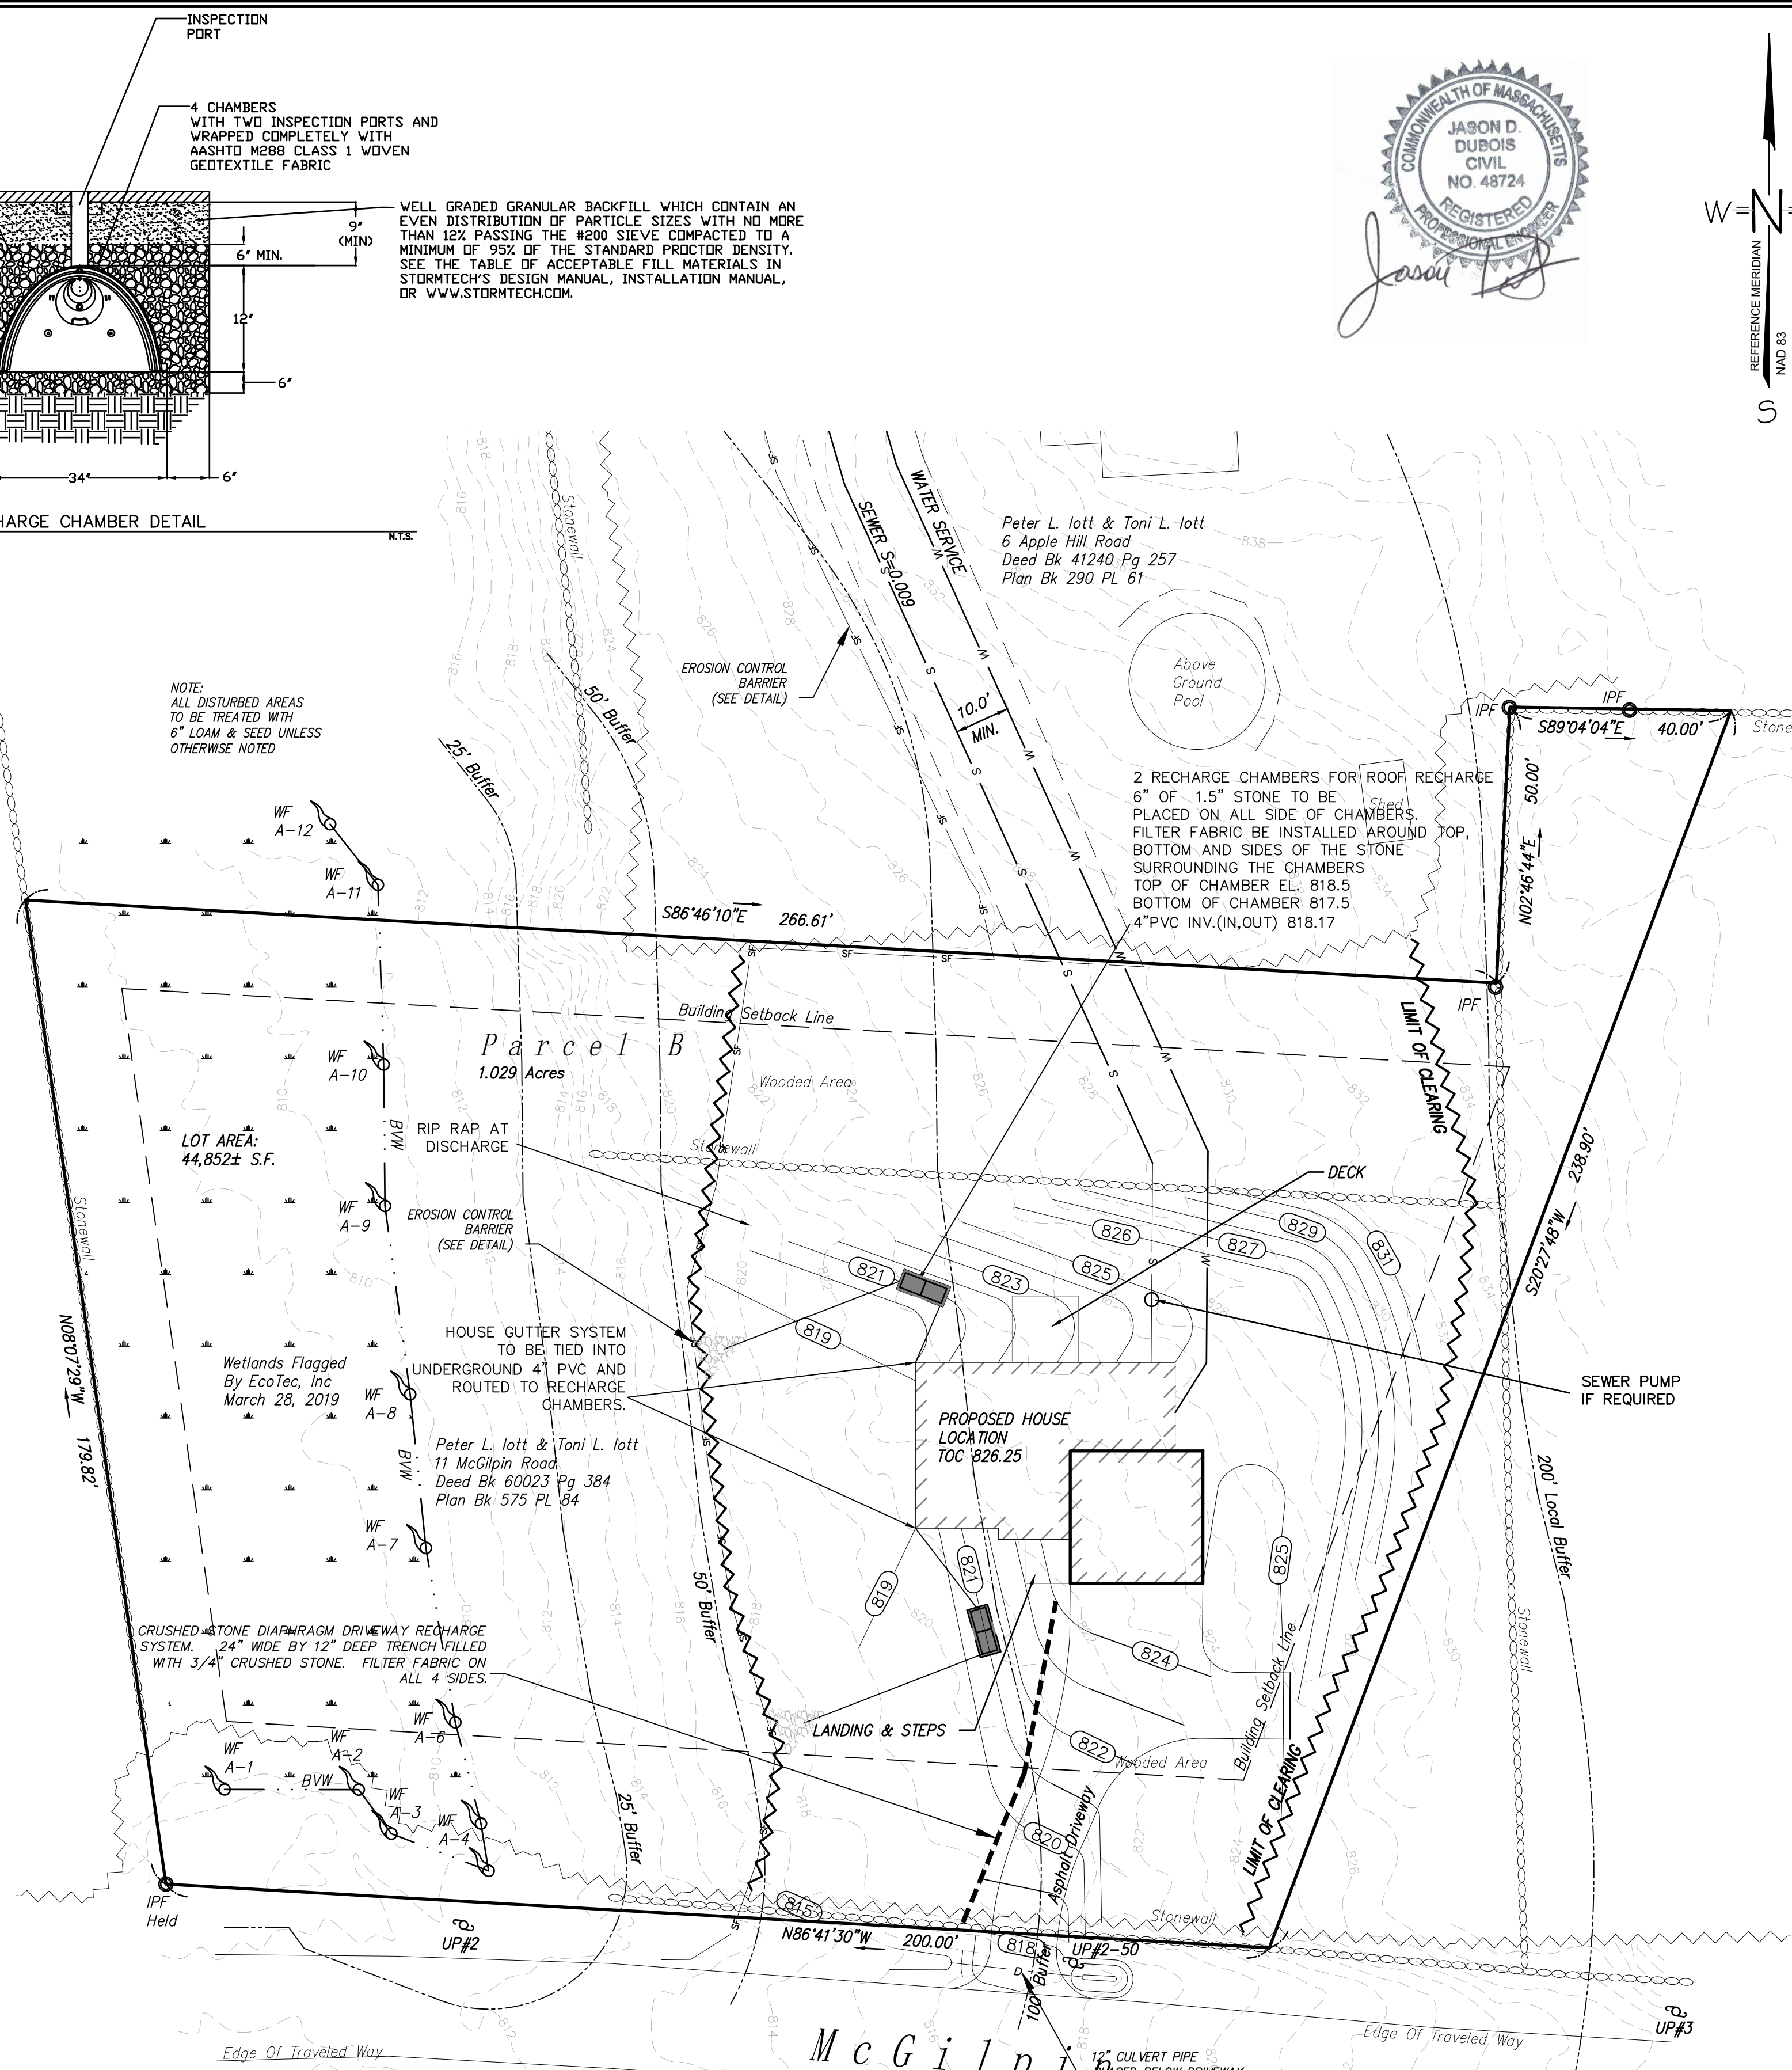 INSPECTION
PORT
4 CHAMBERS
WITH TWO INSPECTION PORTS AND
WRAPPED COMPLETELY WITH
AASHTO M288 CLASS 1 WOVEN
GEOTEXTILE FABRIC
WELL GRADED GRANULAR BACKFILL WHICH CONTAIN AN
EVEN DISTRIBUTION OF PARTICLE SIZES WITH NO MORE
THAN 12% PASSING THE #200 SIEVE COMPACTED TO A
MINIMUM OF 95% OF THE STANDARD PROCTOR DENSITY.
SEE THE TABLE OF ACCEPTABLE FILL MATERIALS IN
STORMTECH'S DESIGN MANUAL, INSTALLATION MANUAL,
OR WWW.STORMTECH.COM.
9"
(MIN)
6" MIN.
12"
6"
34"
6"
HARGE CHAMBER DETAIL
N.T.S.
COMMONWEALTH OF MASSACHUSETTS
JASON D.
DUBOIS
CIVIL
NO. 48724
REGISTERED
PROFESSIONAL ENGINEER
W
N
S
REFERENCE MERIDIAN
NAD 83
Stonewall
SEWER S=0.009
WATER SERVICE
Peter L. Iott & Toni L. Iott
6 Apple Hill Road
Deed Bk 41240 Pg 257
Plan Bk 290 PL 61
838
Above
Ground
Pool
EROSION CONTROL
BARRIER
(SEE DETAIL)
10.0'
MIN.
NOTE:
ALL DISTURBED AREAS
TO BE TREATED WITH
6" LOAM & SEED UNLESS
OTHERWISE NOTED
50' Buffer
25' Buffer
IPF
IPF
S89°04'04"E 40.00'
Stone
N02°46'44"E 50.00'
Shed
2 RECHARGE CHAMBERS FOR ROOF RECHARGE
6" OF 1.5" STONE TO BE
PLACED ON ALL SIDE OF CHAMBERS.
FILTER FABRIC BE INSTALLED AROUND TOP,
BOTTOM AND SIDES OF THE STONE
SURROUNDING THE CHAMBERS
TOP OF CHAMBER EL. 818.5
BOTTOM OF CHAMBER 817.5
4"PVC INV.(IN,OUT) 818.17
WF
A-12
WF
A-11
S86°46'10"E 266.61'
IPF
LIMIT OF CLEARING
Building Setback Line
Parcel B
1.029 Acres
Wooded Area
WF
A-10
BVW
RIP RAP AT
DISCHARGE
LOT AREA:
44,852± S.F.
Stonewall
DECK
S20°27'48"W 238.90'
WF
A-9
EROSION CONTROL
BARRIER
(SEE DETAIL)
Stonewall
826
827
829
831
821
823
825
819
N08°07'29"W 179.82'
HOUSE GUTTER SYSTEM
TO BE TIED INTO
UNDERGROUND 4" PVC AND
ROUTED TO RECHARGE
CHAMBERS.
Wetlands Flagged
By EcoTec, Inc
March 28, 2019
WF
A-8
BVW
SEWER PUMP
IF REQUIRED
PROPOSED HOUSE
LOCATION
TOC 826.25
Peter L. Iott & Toni L. Iott
11 McGilpin Road
Deed Bk 60023 Pg 384
Plan Bk 575 PL 84
200' Local Buffer
WF
A-7
821
825
819
50' Buffer
CRUSHED STONE DIAPHRAGM DRIVEWAY RECHARGE
SYSTEM. 24" WIDE BY 12" DEEP TRENCH FILLED
WITH 3/4" CRUSHED STONE. FILTER FABRIC ON
ALL 4 SIDES.
824
Stonewall
LANDING & STEPS
Building Setback Line
822
Wooded Area
WF
A-6
WF
A-1
WF
A-2
BVW
WF
A-3
WF
A-4
25' Buffer
820
Asphalt Driveway
LIMIT OF CLEARING
IPF
Held
815
N86°41'30"W 200.00'
Stonewall
UP#2
818
UP#2-50
D
100' Buffer
UP#3
Edge Of Traveled Way
Edge Of Traveled Way
McGilpin
12" CULVERT PIPE